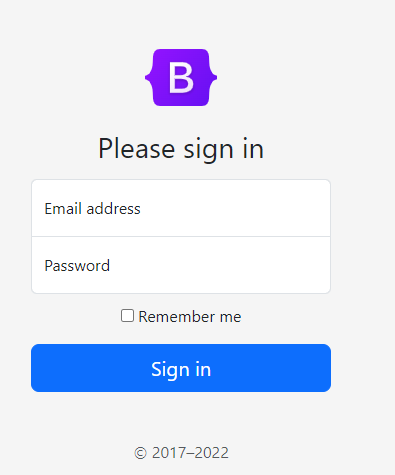 B
Please sign in
Email address
Password
Remember me
Sign in
© 2017–2022